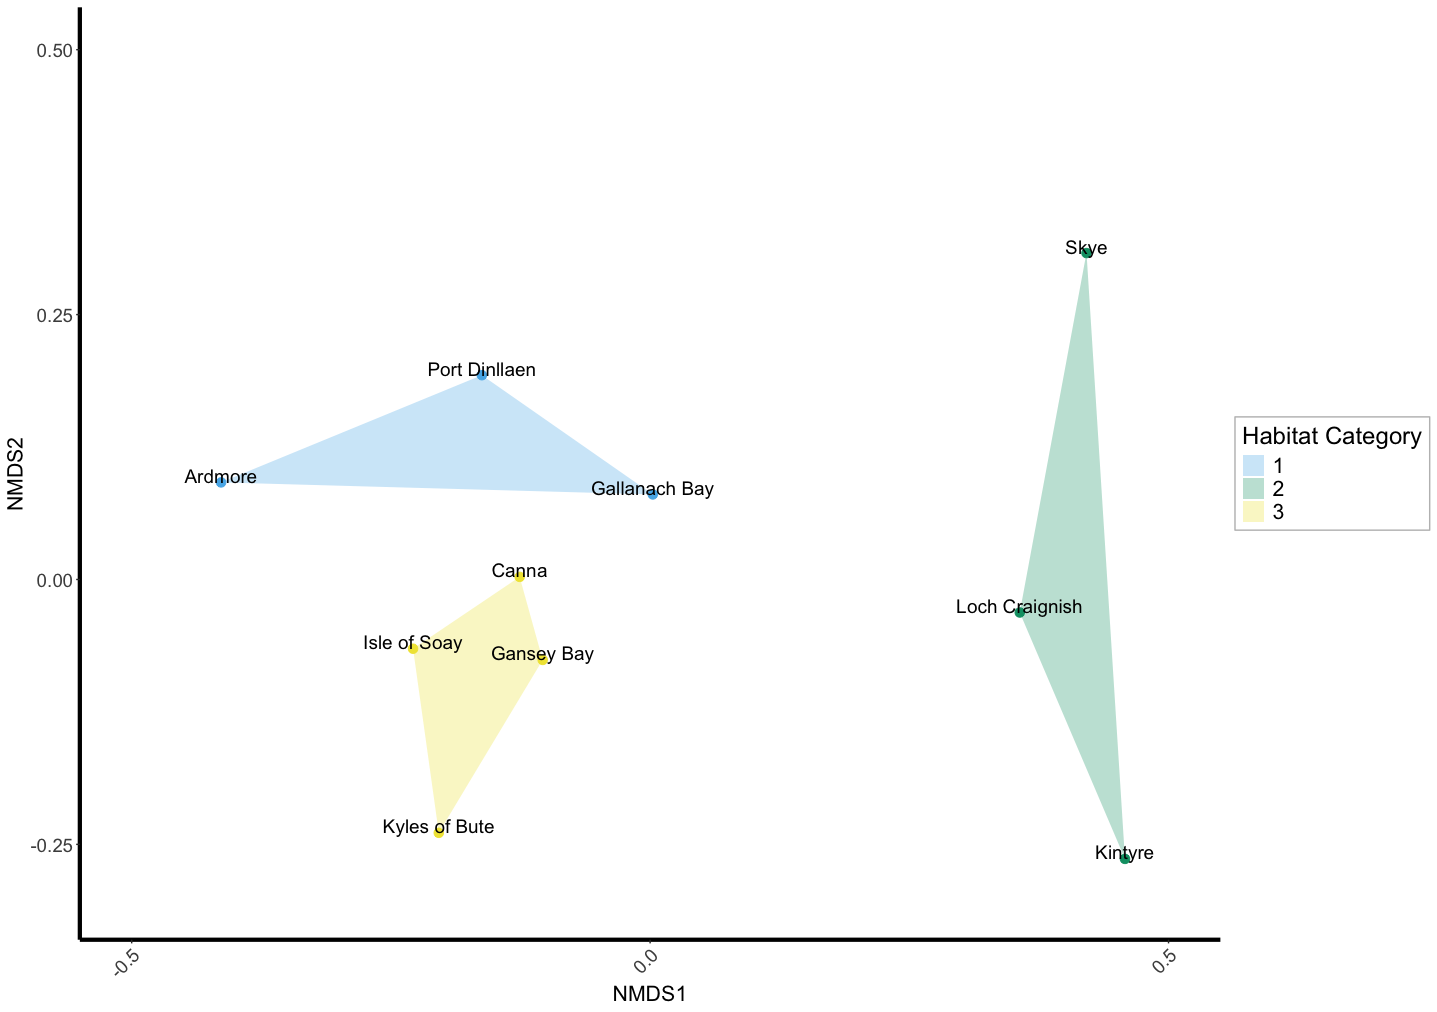 0.50
0.25
0.00
-0.25
NMDS2
Skye
Port Dinllaen
Ardmore
Gallanach Bay
Canna
Loch Craignish
Isle of Soay
Gansey Bay
Kyles of Bute
Kintyre
Habitat Category
1
2
3
-0.5
0.0
0.5
NMDS1